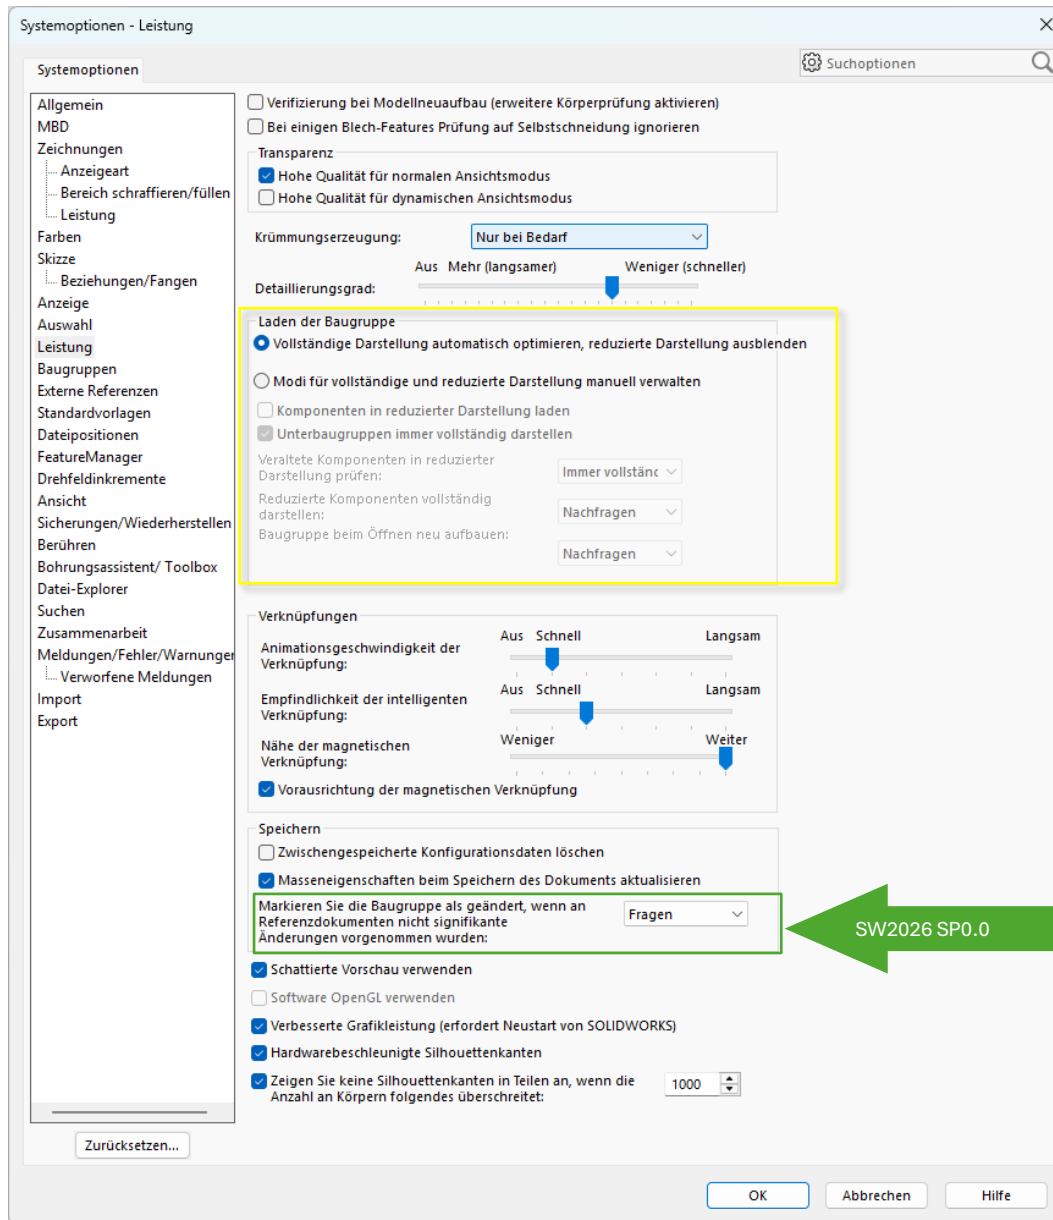 Systemoptionen - Leistung
Suchoptionen
Systemoptionen
Allgemein
MBD
Zeichnungen
Anzeigeart
Bereich schraffieren/füllen
Leistung
Farben
Skizze
Beziehungen/Fangen
Anzeige
Auswahl
Leistung
Baugruppen
Externe Referenzen
Standardvorlagen
Dateipositionen
FeatureManager
Drehfeldinkremente
Ansicht
Sicherungen/Wiederherstellen
Berühren
Bohrungsassistent/ Toolbox
Datei-Explorer
Suchen
Zusammenarbeit
Meldungen/Fehler/Warnunger
Verworfene Meldungen
Import
Export
Zurücksetzen...
Verifizierung bei Modellneuaufbau (erweitere Körperprüfung aktivieren)
Bei einigen Blech-Features Prüfung auf Selbstschneidung ignorieren
Transparenz
Hohe Qualität für normalen Ansichtsmodus
Hohe Qualität für dynamischen Ansichtsmodus
Krümmungserzeugung: Nur bei Bedarf
Aus Mehr (langsamer) Weniger (schneller)
Detaillierungsgrad:
Laden der Baugruppe
Vollständige Darstellung automatisch optimieren, reduzierte Darstellung ausblenden
Modi für vollständige und reduzierte Darstellung manuell verwalten
Komponenten in reduzierter Darstellung laden
Unterbaugruppen immer vollständig darstellen
Veraltete Komponenten in reduzierter
Darstellung prüfen: Immer vollständ
Reduzierte Komponenten vollständig
darstellen: Nachfragen
Baugruppe beim Öffnen neu aufbauen:
Nachfragen
Verknüpfungen
Aus Schnell Langsam
Animationsgeschwindigkeit der
Verknüpfung:
Aus Schnell Langsam
Empfindlichkeit der intelligenten
Verknüpfung:
Weniger Weiter
Nähe der magnetischen
Verknüpfung:
Vorausrichtung der magnetischen Verknüpfung
Speichern
Zwischengespeicherte Konfigurationsdaten löschen
Masseneigenschaften beim Speichern des Dokuments aktualisieren
Markieren Sie die Baugruppe als geändert, wenn an
Referenzdokumenten nicht signifikante
Änderungen vorgenommen wurden:
Fragen
SW2026 SP0.0
Schattierte Vorschau verwenden
Software OpenGL verwenden
Verbesserte Grafikleistung (erfordert Neustart von SOLIDWORKS)
Hardwarebeschleunigte Silhouettenkanten
Zeigen Sie keine Silhouettenkanten in Teilen an, wenn die
Anzahl an Körpern folgendes überschreitet:
1000
OK Abbrechen Hilfe